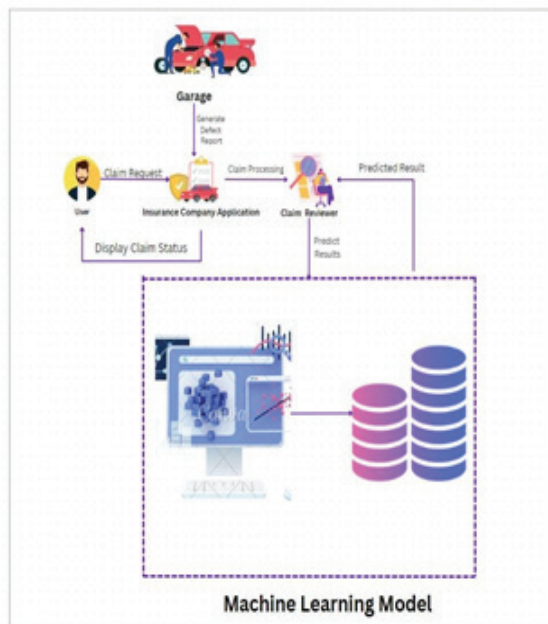 Garage
Generate
Defect
Report
Claim Request
Claim Processing
Predicted Result
User
Insurance Company Application
Claim Reviewer
Display Claim Status
Predict
Results
Machine Learning Model